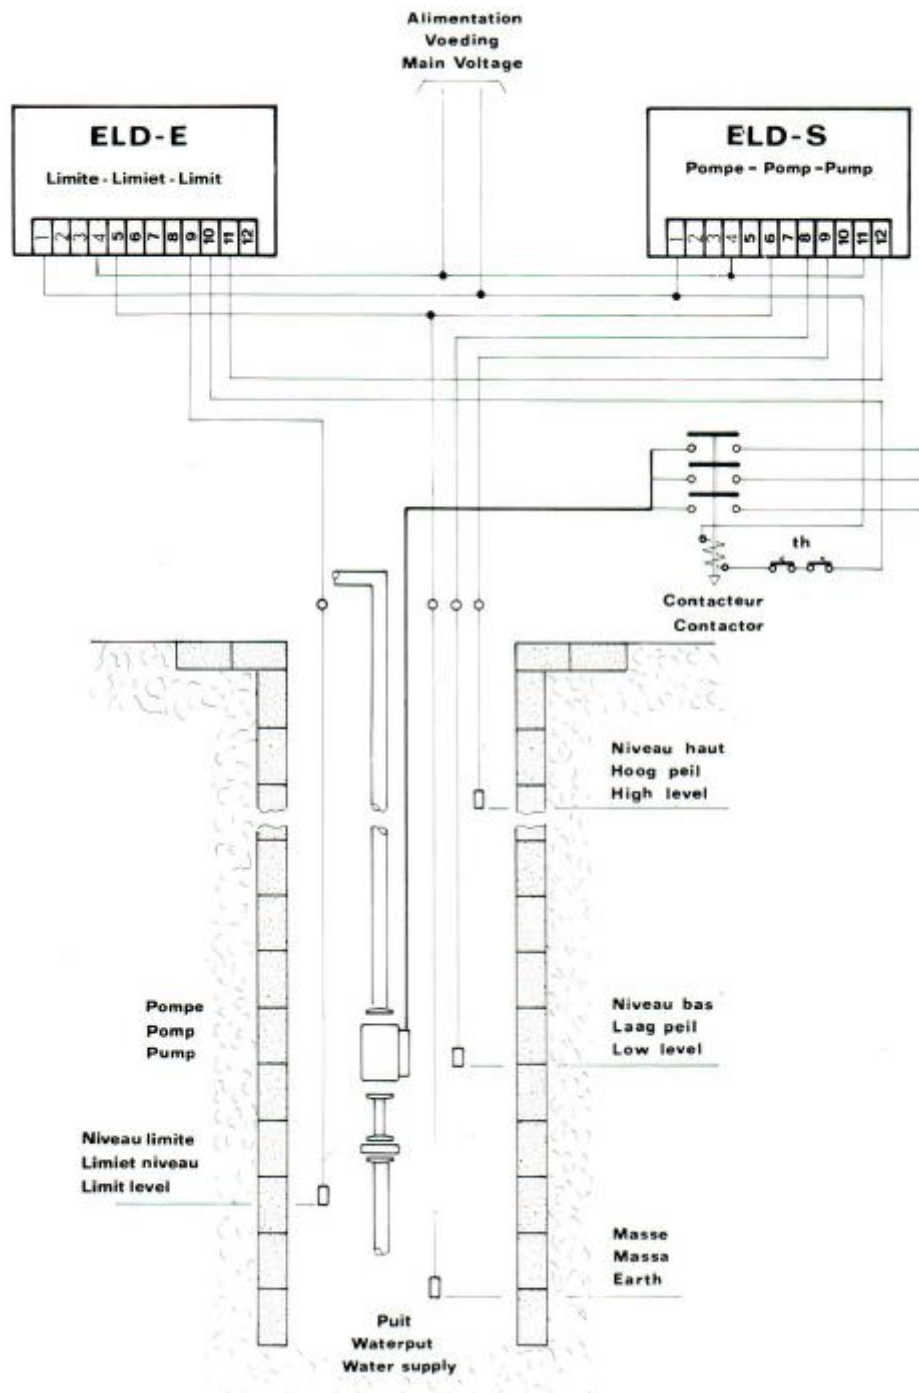 Alimentation
Voeding
Main Voltage
ELD-E
Limite - Limiet - Limit
1 2 3 4 5 6 7 8 9 10 11 12
ELD-S
Pompe - Pomp - Pump
1 2 3 4 5 6 7 8 9 10 11 12
th
Contacteur
Contactor
Niveau haut
Hoog peil
High level
Pompe
Pomp
Pump
Niveau bas
Laag peil
Low level
Niveau limite
Limiet niveau
Limit level
Masse
Massa
Earth
Puit
Waterput
Water supply